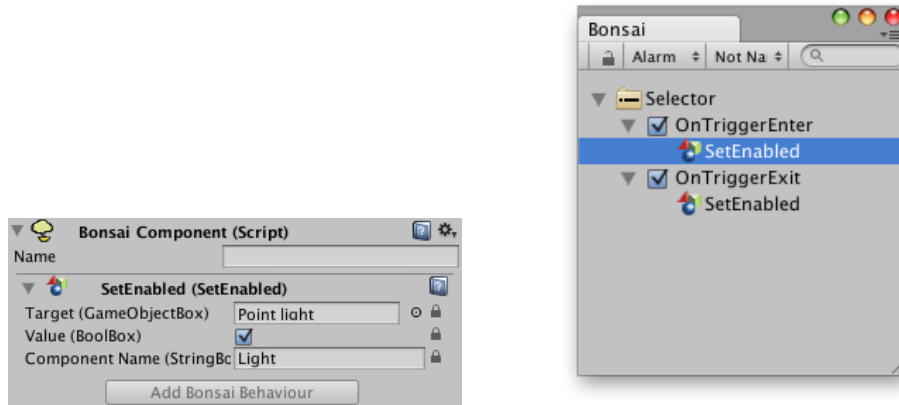 Bonsai
Alarm Not Na
Selector
OnTriggerEnter
SetEnabled
OnTriggerExit
SetEnabled
Bonsai Component (Script)
Name
SetEnabled (SetEnabled)
Target (GameObjectBox) Point light
Value (BoolBox)
Component Name (StringBo Light
Add Bonsai Behaviour